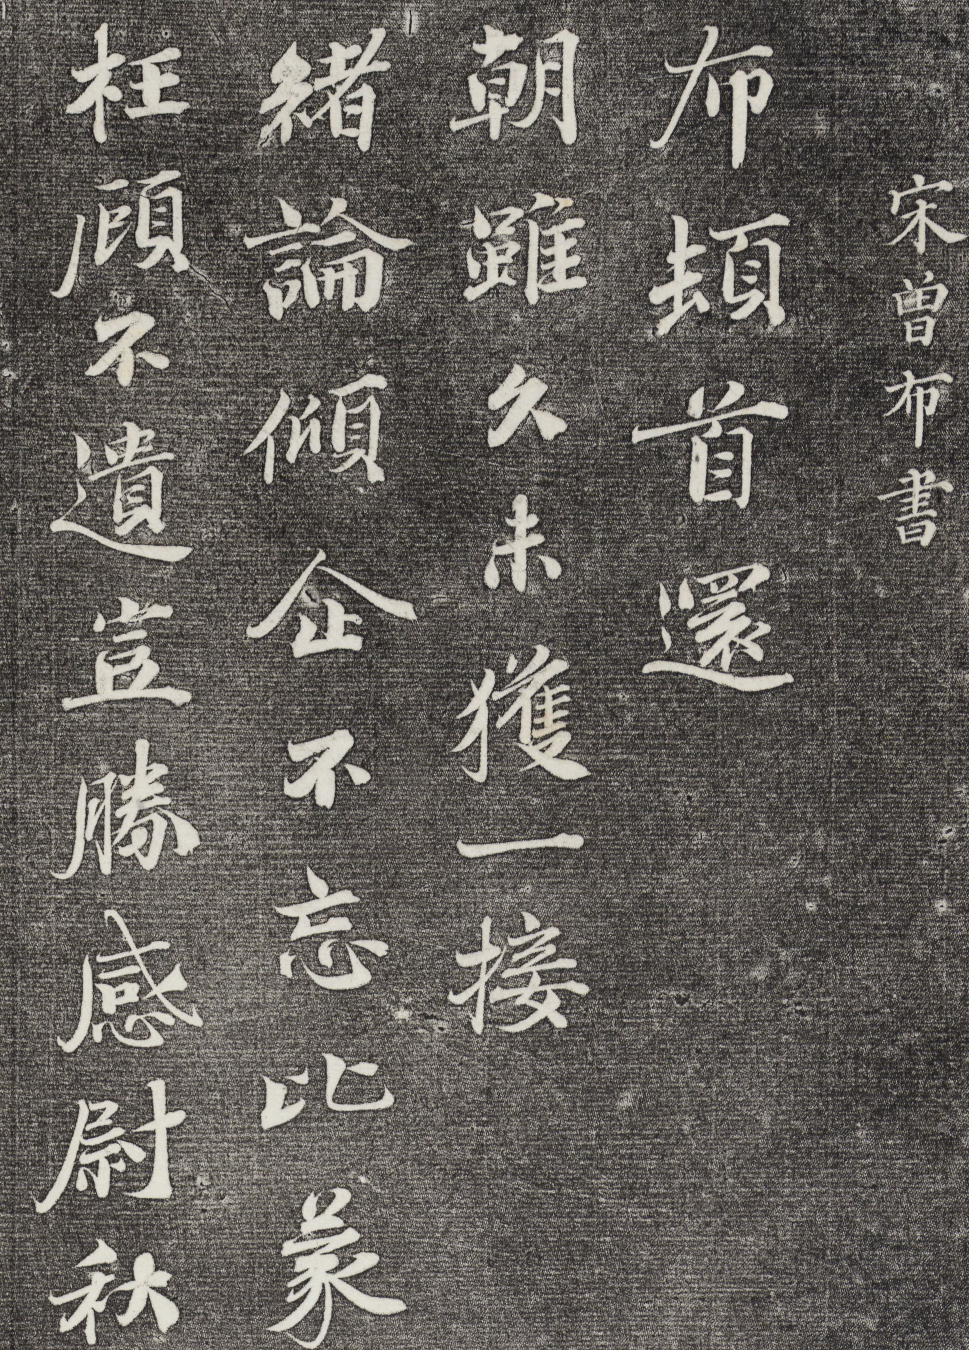 宋曾布書
布頓首還
朝雖久未獲一接
緒論傾企不忘比蒙
枉顧不遺豈勝感尉秋